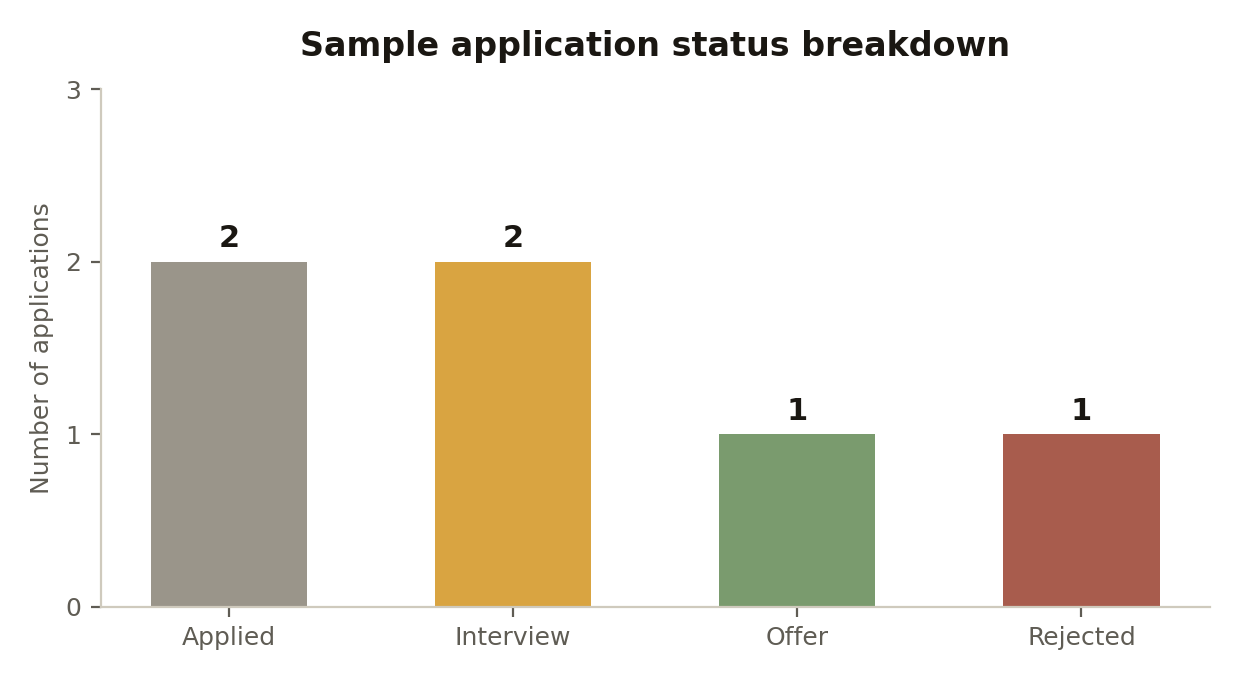 Sample application status breakdown
Number of applications
3
2
1
0
2
2
1
1
Applied
Interview
Offer
Rejected